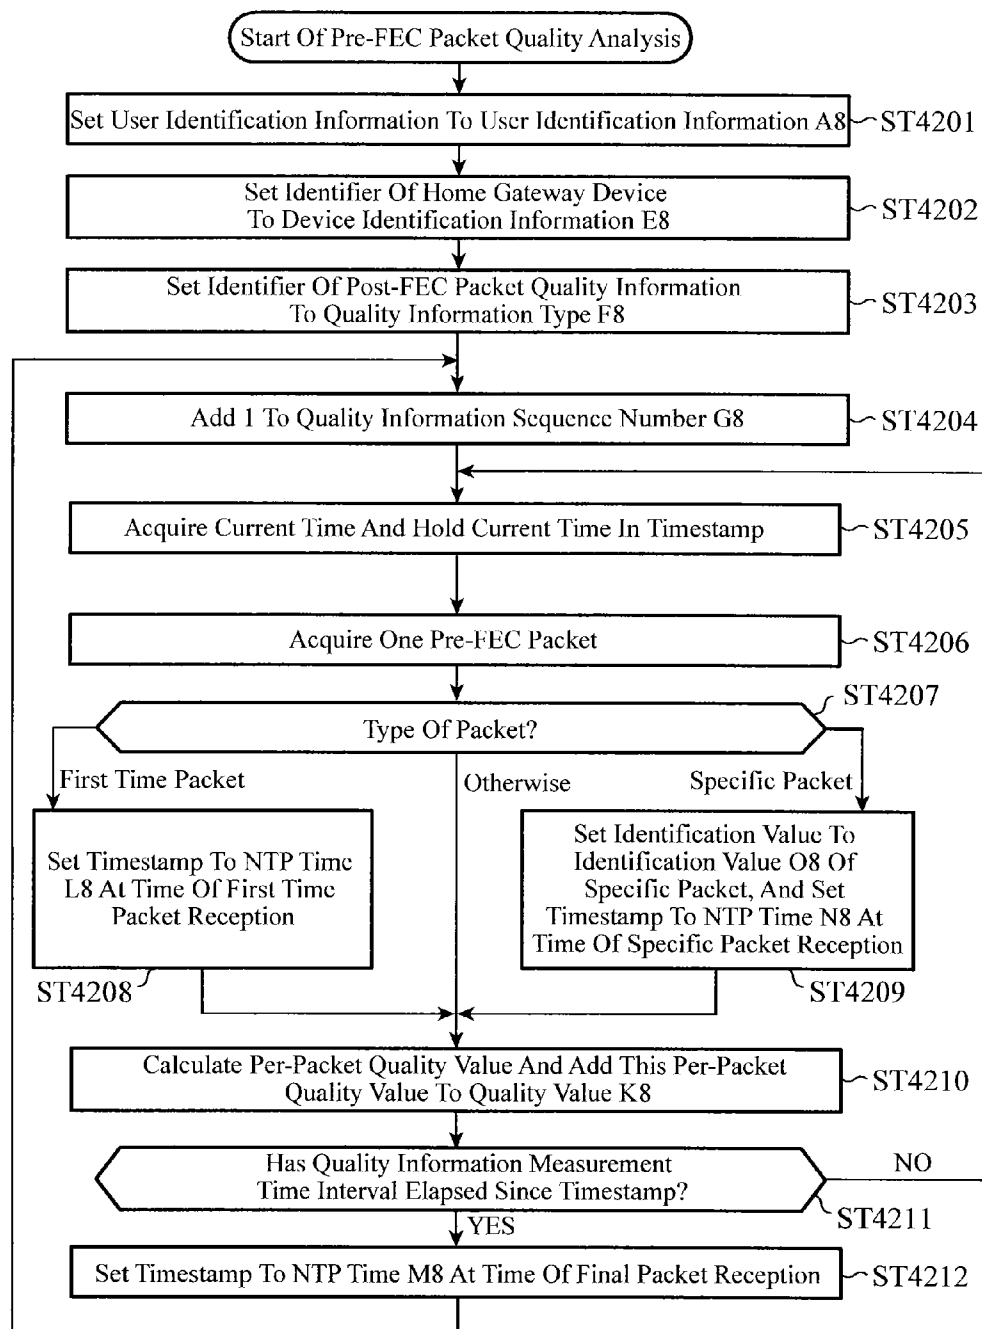 Start Of Pre-FEC Packet Quality Analysis
Set User Identification Information To User Identification Information A8
ST4201
Set Identifier Of Home Gateway Device
To Device Identification Information E8
ST4202
Set Identifier Of Post-FEC Packet Quality Information
To Quality Information Type F8
ST4203
Add 1 To Quality Information Sequence Number G8
ST4204
Acquire Current Time And Hold Current Time In Timestamp
ST4205
Acquire One Pre-FEC Packet
ST4206
ST4207
Type Of Packet?
First Time Packet
Otherwise
Specific Packet
Set Timestamp To NTP Time
L8 At Time Of First Time
Packet Reception
ST4208
Set Identification Value To
Identification Value O8 Of
Specific Packet, And Set
Timestamp To NTP Time N8 At
Time Of Specific Packet Reception
ST4209
Calculate Per-Packet Quality Value And Add This Per-Packet
Quality Value To Quality Value K8
ST4210
Has Quality Information Measurement
Time Interval Elapsed Since Timestamp?
NO
ST4211
YES
Set Timestamp To NTP Time M8 At Time Of Final Packet Reception
ST4212